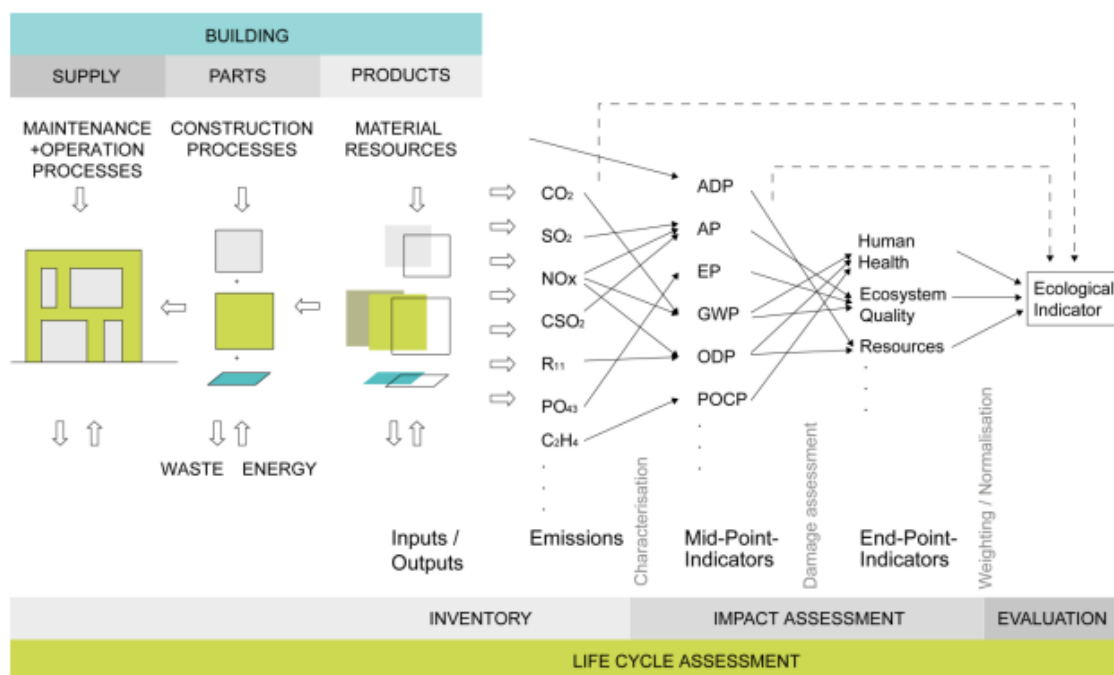 BUILDING
SUPPLY
PARTS
PRODUCTS
MAINTENANCE
+OPERATION
PROCESSES
CONSTRUCTION
PROCESSES
MATERIAL
RESOURCES
+
+
WASTE
ENERGY
Inputs /
Outputs
CO2
SO2
NOx
CSO2
R11
PO43
C2H4
Emissions
Characterisation
ADP
AP
EP
GWP
ODP
POCP
Mid-Point-
Indicators
Damage assessment
Human
Health
Ecosystem
Quality
Resources
End-Point-
Indicators
Weighting / Normalisation
Ecological
Indicator
INVENTORY
IMPACT ASSESSMENT
EVALUATION
LIFE CYCLE ASSESSMENT